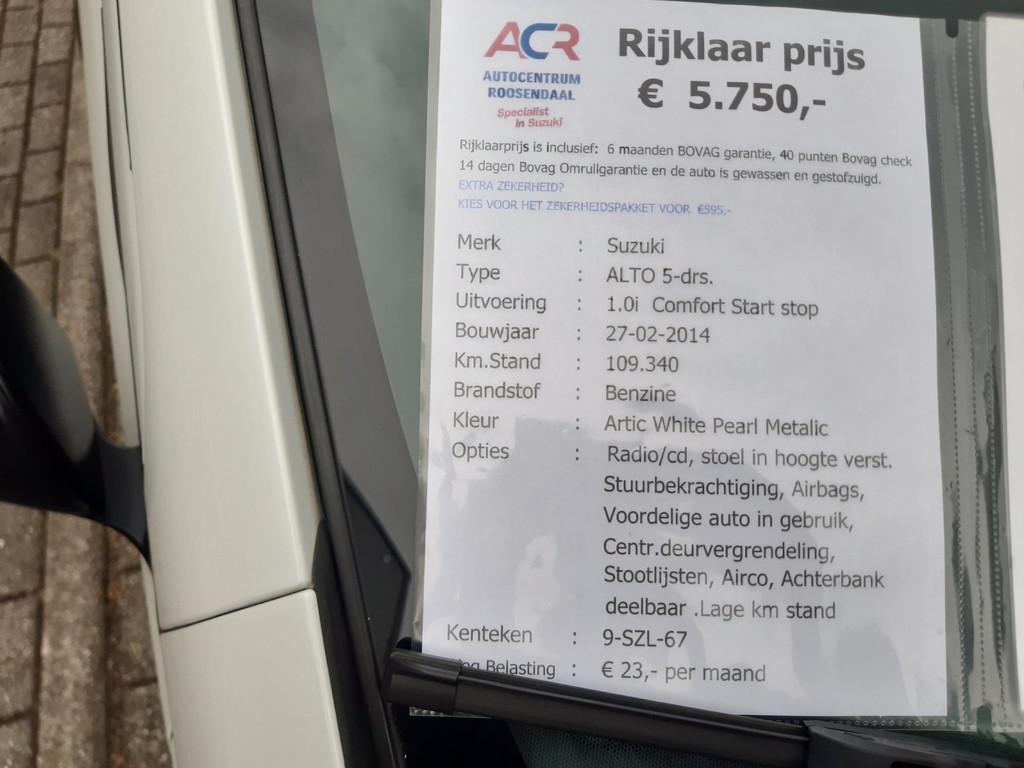 ACR
AUTOCENTRUM
ROOSENDAAL
Specialist
in Suzuki
Rijklaar prijs
€ 5.750,-
Rijklaarprijs is inclusief: 6 maanden BOVAG garantie, 40 punten Bovag check
14 dagen Bovag Omruilgarantie en de auto is gewassen en gestofzuigd.
EXTRA ZEKERHEID?
KIES VOOR HET ZEKERHEIDSPAKKET VOOR €595,-
Merk : Suzuki
Type : ALTO 5-drs.
Uitvoering : 1.0i Comfort Start stop
Bouwjaar : 27-02-2014
Km.Stand : 109.340
Brandstof : Benzine
Kleur : Artic White Pearl Metalic
Opties : Radio/cd, stoel in hoogte verst.
Stuurbekrachtiging, Airbags,
Voordelige auto in gebruik,
Centr.deurvergrendeling,
Stootlijsten, Airco, Achterbank
deelbaar .Lage km stand
Kenteken : 9-SZL-67
Belasting : € 23,- per maand